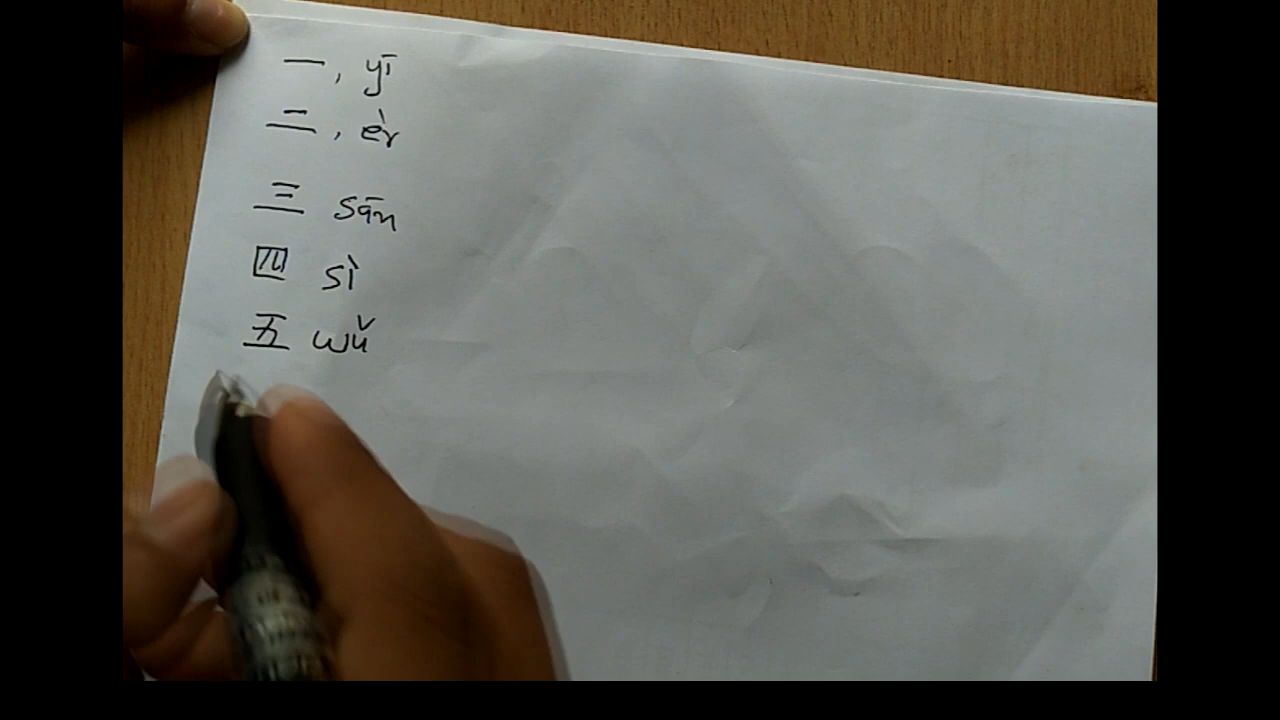 一, yī
二, èr
三 sān
四 sì
五 wǔ